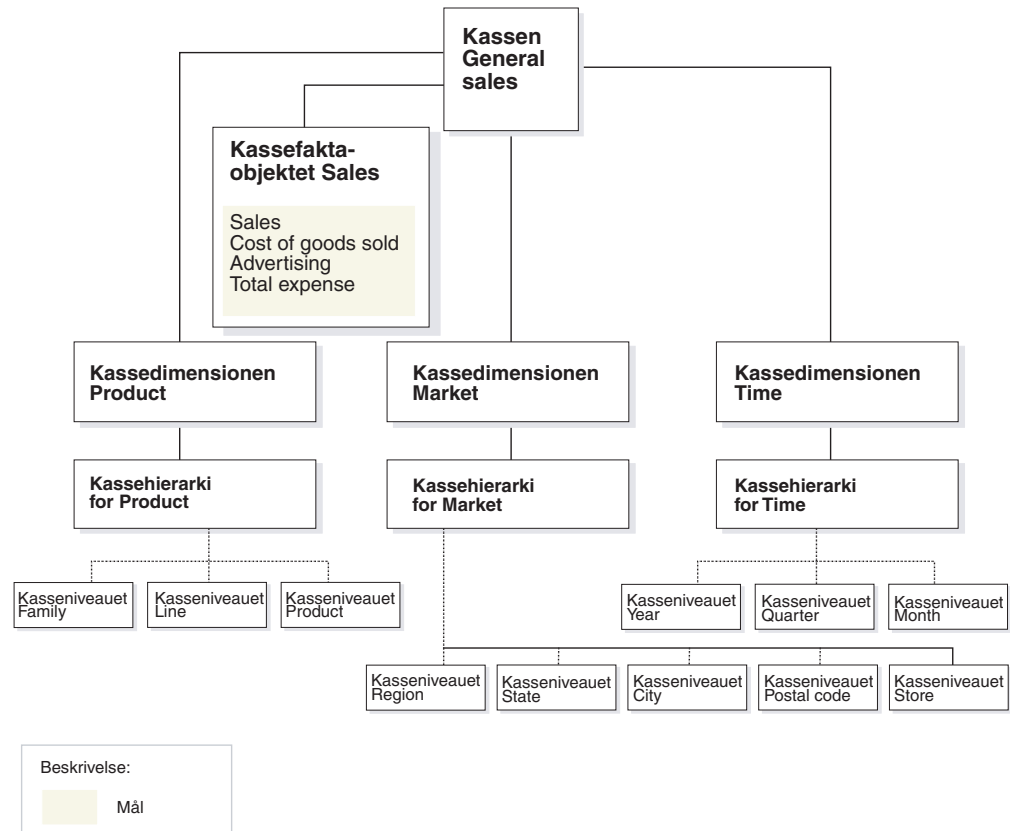 Kassen
General
sales
Kassefakta-
objektet Sales
Sales
Cost of goods sold
Advertising
Total expense
Kassedimensionen
Product
Kassedimensionen
Market
Kassedimensionen
Time
Kassehierarki
for Product
Kassehierarki
for Market
Kassehierarki
for Time
Kasseniveauet
Family
Kasseniveauet
Line
Kasseniveauet
Product
Kasseniveauet
Year
Kasseniveauet
Quarter
Kasseniveauet
Month
Kasseniveauet
Region
Kasseniveauet
State
Kasseniveauet
City
Kasseniveauet
Postal code
Kasseniveauet
Store
Beskrivelse:
Mål